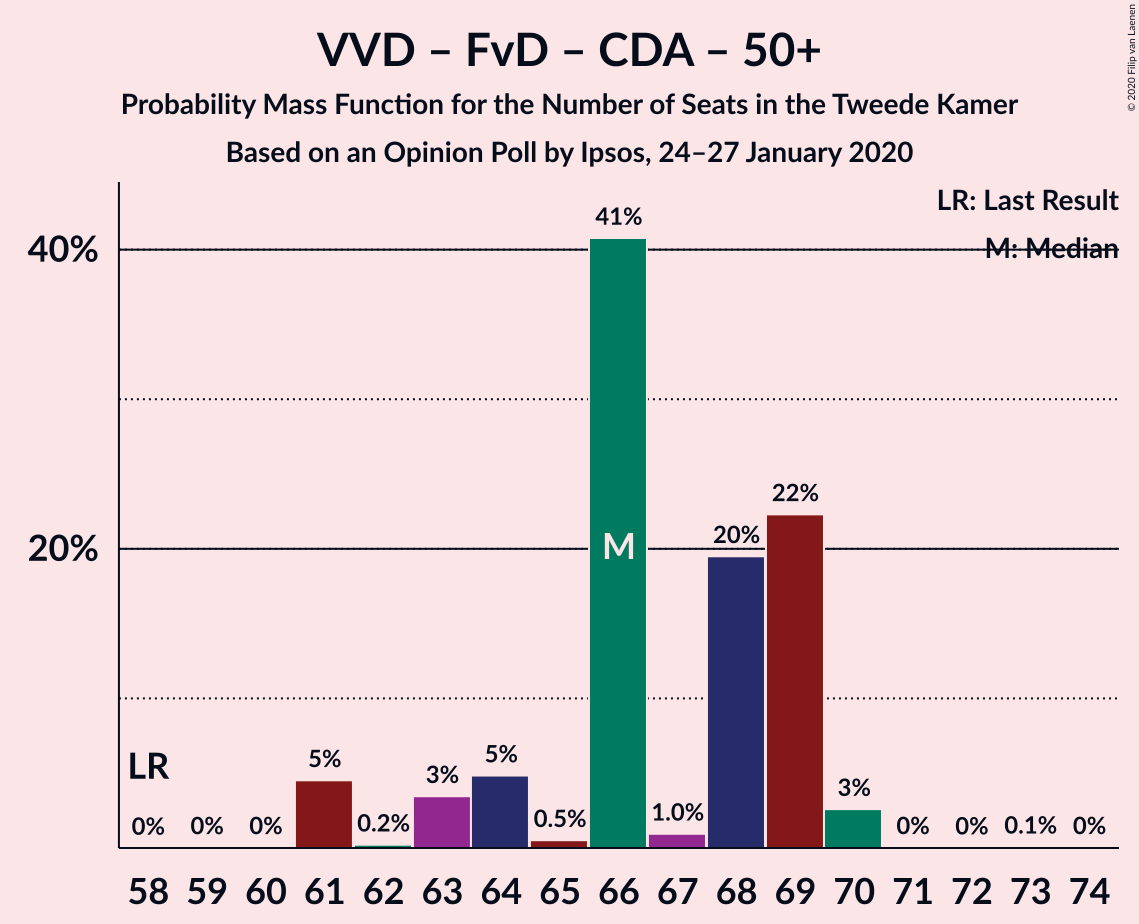 VVD – FvD – CDA – 50+
Probability Mass Function for the Number of Seats in the Tweede Kamer
Based on an Opinion Poll by Ipsos, 24–27 January 2020
© 2020 Filip van Laenen
LR: Last Result
M: Median
40%
20%
41%
22%
20%
M
LR
5%
5%
3%
3%
0%
0%
0%
0.2%
0.5%
1.0%
0%
0%
0.1%
0%
58 59 60 61 62 63 64 65 66 67 68 69 70 71 72 73 74